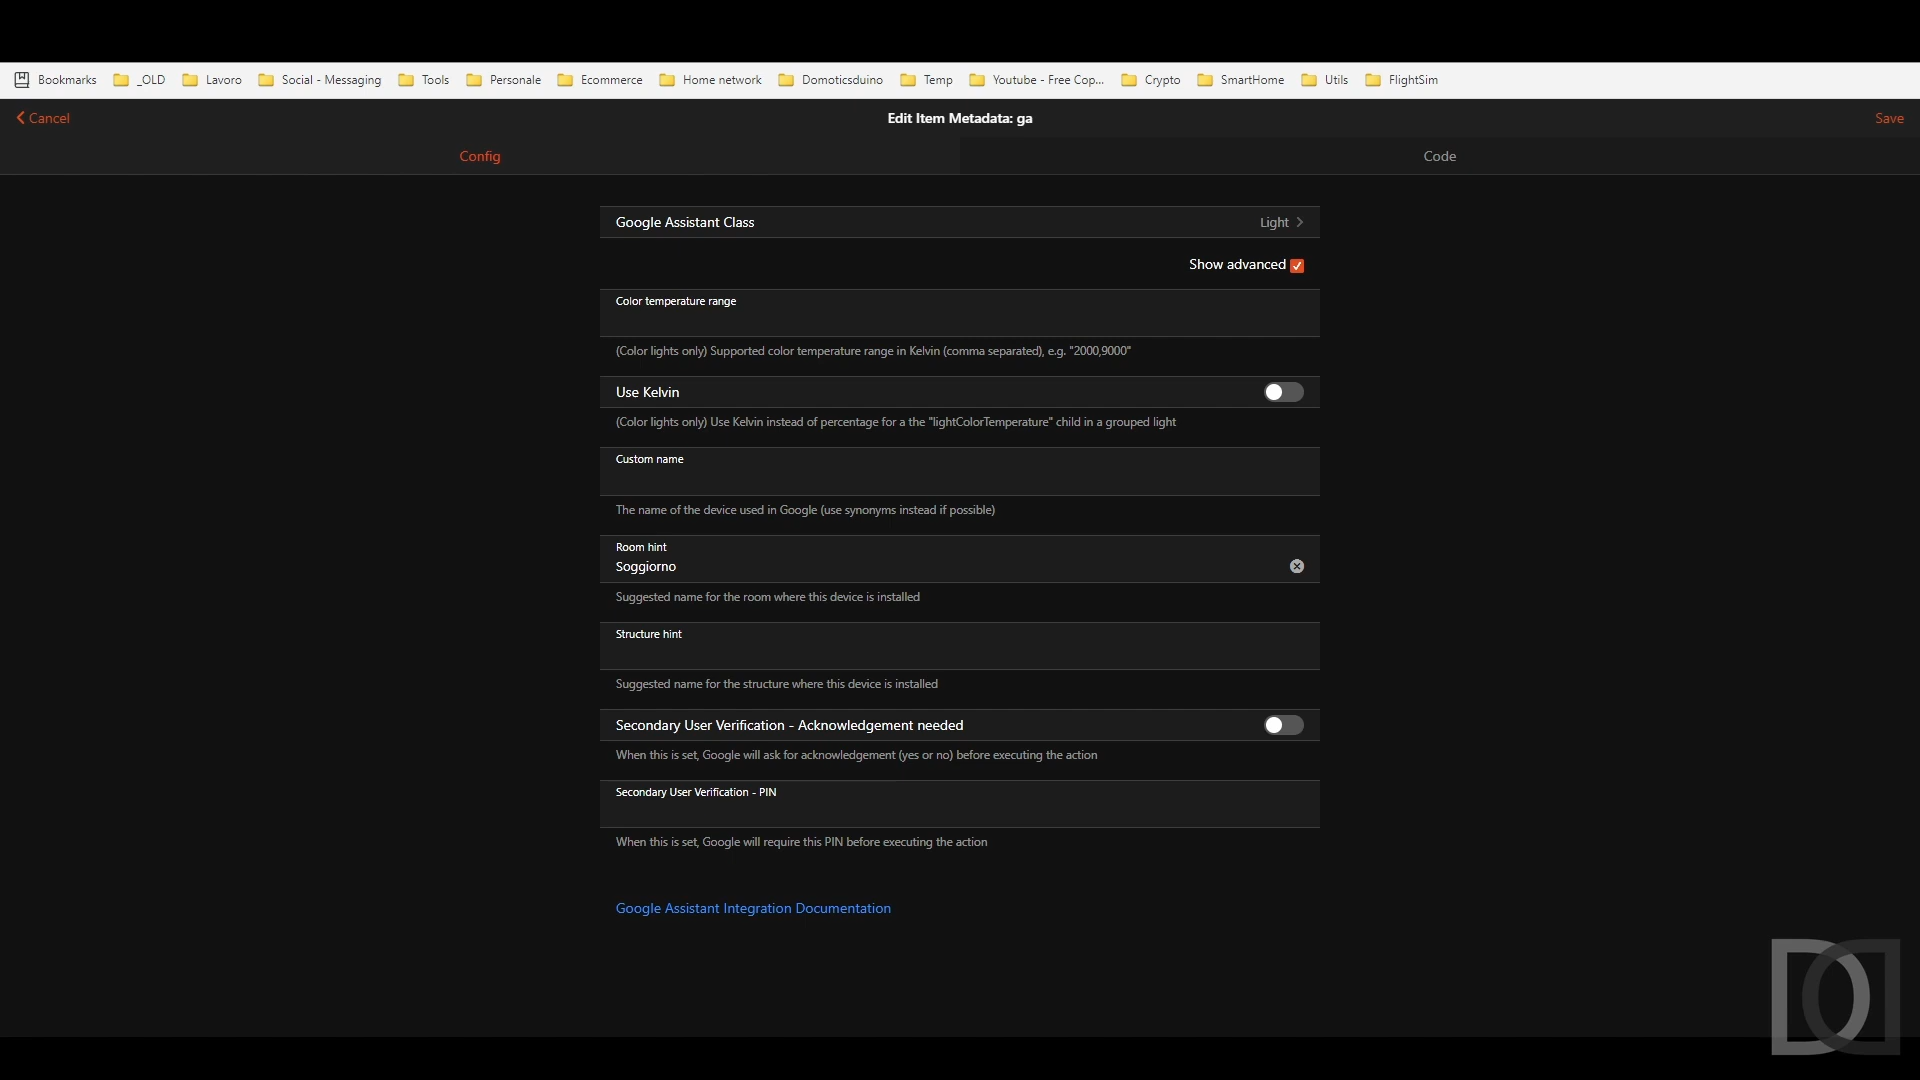 Bookmarks _OLD Lavoro Social - Messaging Tools Personale Ecommerce Home network Domoticsduino Temp Youtube - Free Cop... Crypto SmartHome Utils FlightSim
Cancel Edit Item Metadata: ga Save
Config Code
Google Assistant Class Light
Show advanced
Color temperature range
(Color lights only) Supported color temperature range in Kelvin (comma separated), e.g. "2000,9000"
Use Kelvin
(Color lights only) Use Kelvin instead of percentage for a the "lightColorTemperature" child in a grouped light
Custom name
The name of the device used in Google (use synonyms instead if possible)
Room hint
Soggiorno
Suggested name for the room where this device is installed
Structure hint
Suggested name for the structure where this device is installed
Secondary User Verification - Acknowledgement needed
When this is set, Google will ask for acknowledgement (yes or no) before executing the action
Secondary User Verification - PIN
When this is set, Google will require this PIN before executing the action
Google Assistant Integration Documentation